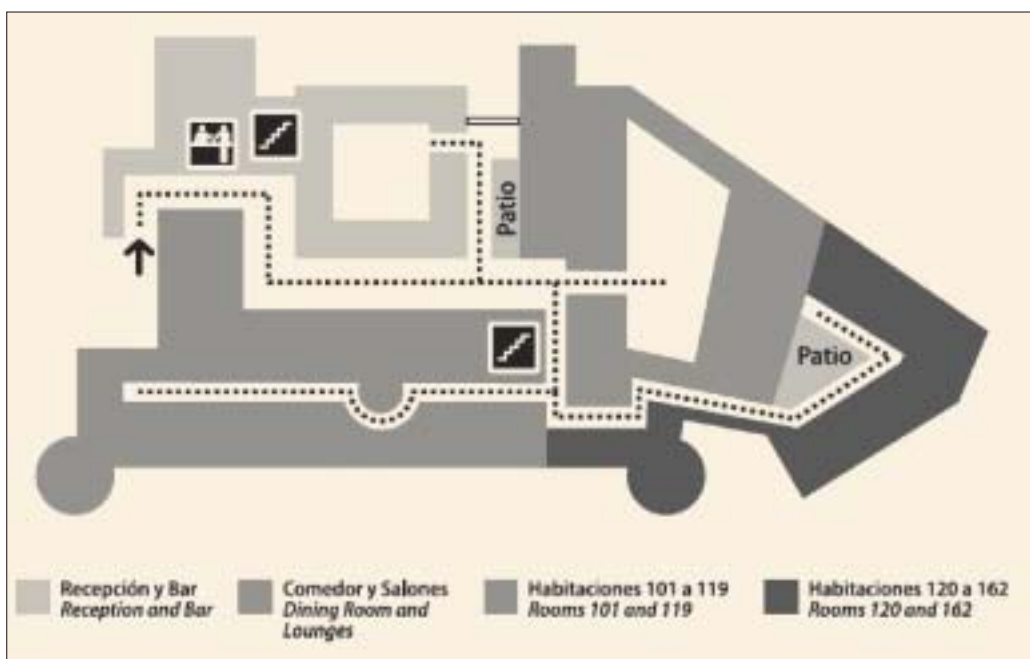 Patio
Patio
Recepción y Bar
Reception and Bar
Comedor y Salones
Dining Room and
Lounges
Habitaciones 101 a 119
Rooms 101 and 119
Habitaciones 120 a 162
Rooms 120 and 162